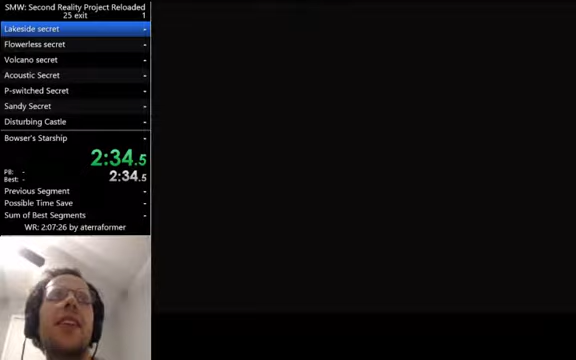 SMW: Second Reality Project Reloaded
25 exit 1
Lakeside secret -
Flowerless secret -
Volcano secret -
Acoustic Secret -
P-switched Secret -
Sandy Secret -
Disturbing Castle -
Bowser's Starship -
2:34.5
PB: -
Best: -
2:34.5
Previous Segment -
Possible Time Save -
Sum of Best Segments -
WR: 2:07:26 by aterraformer